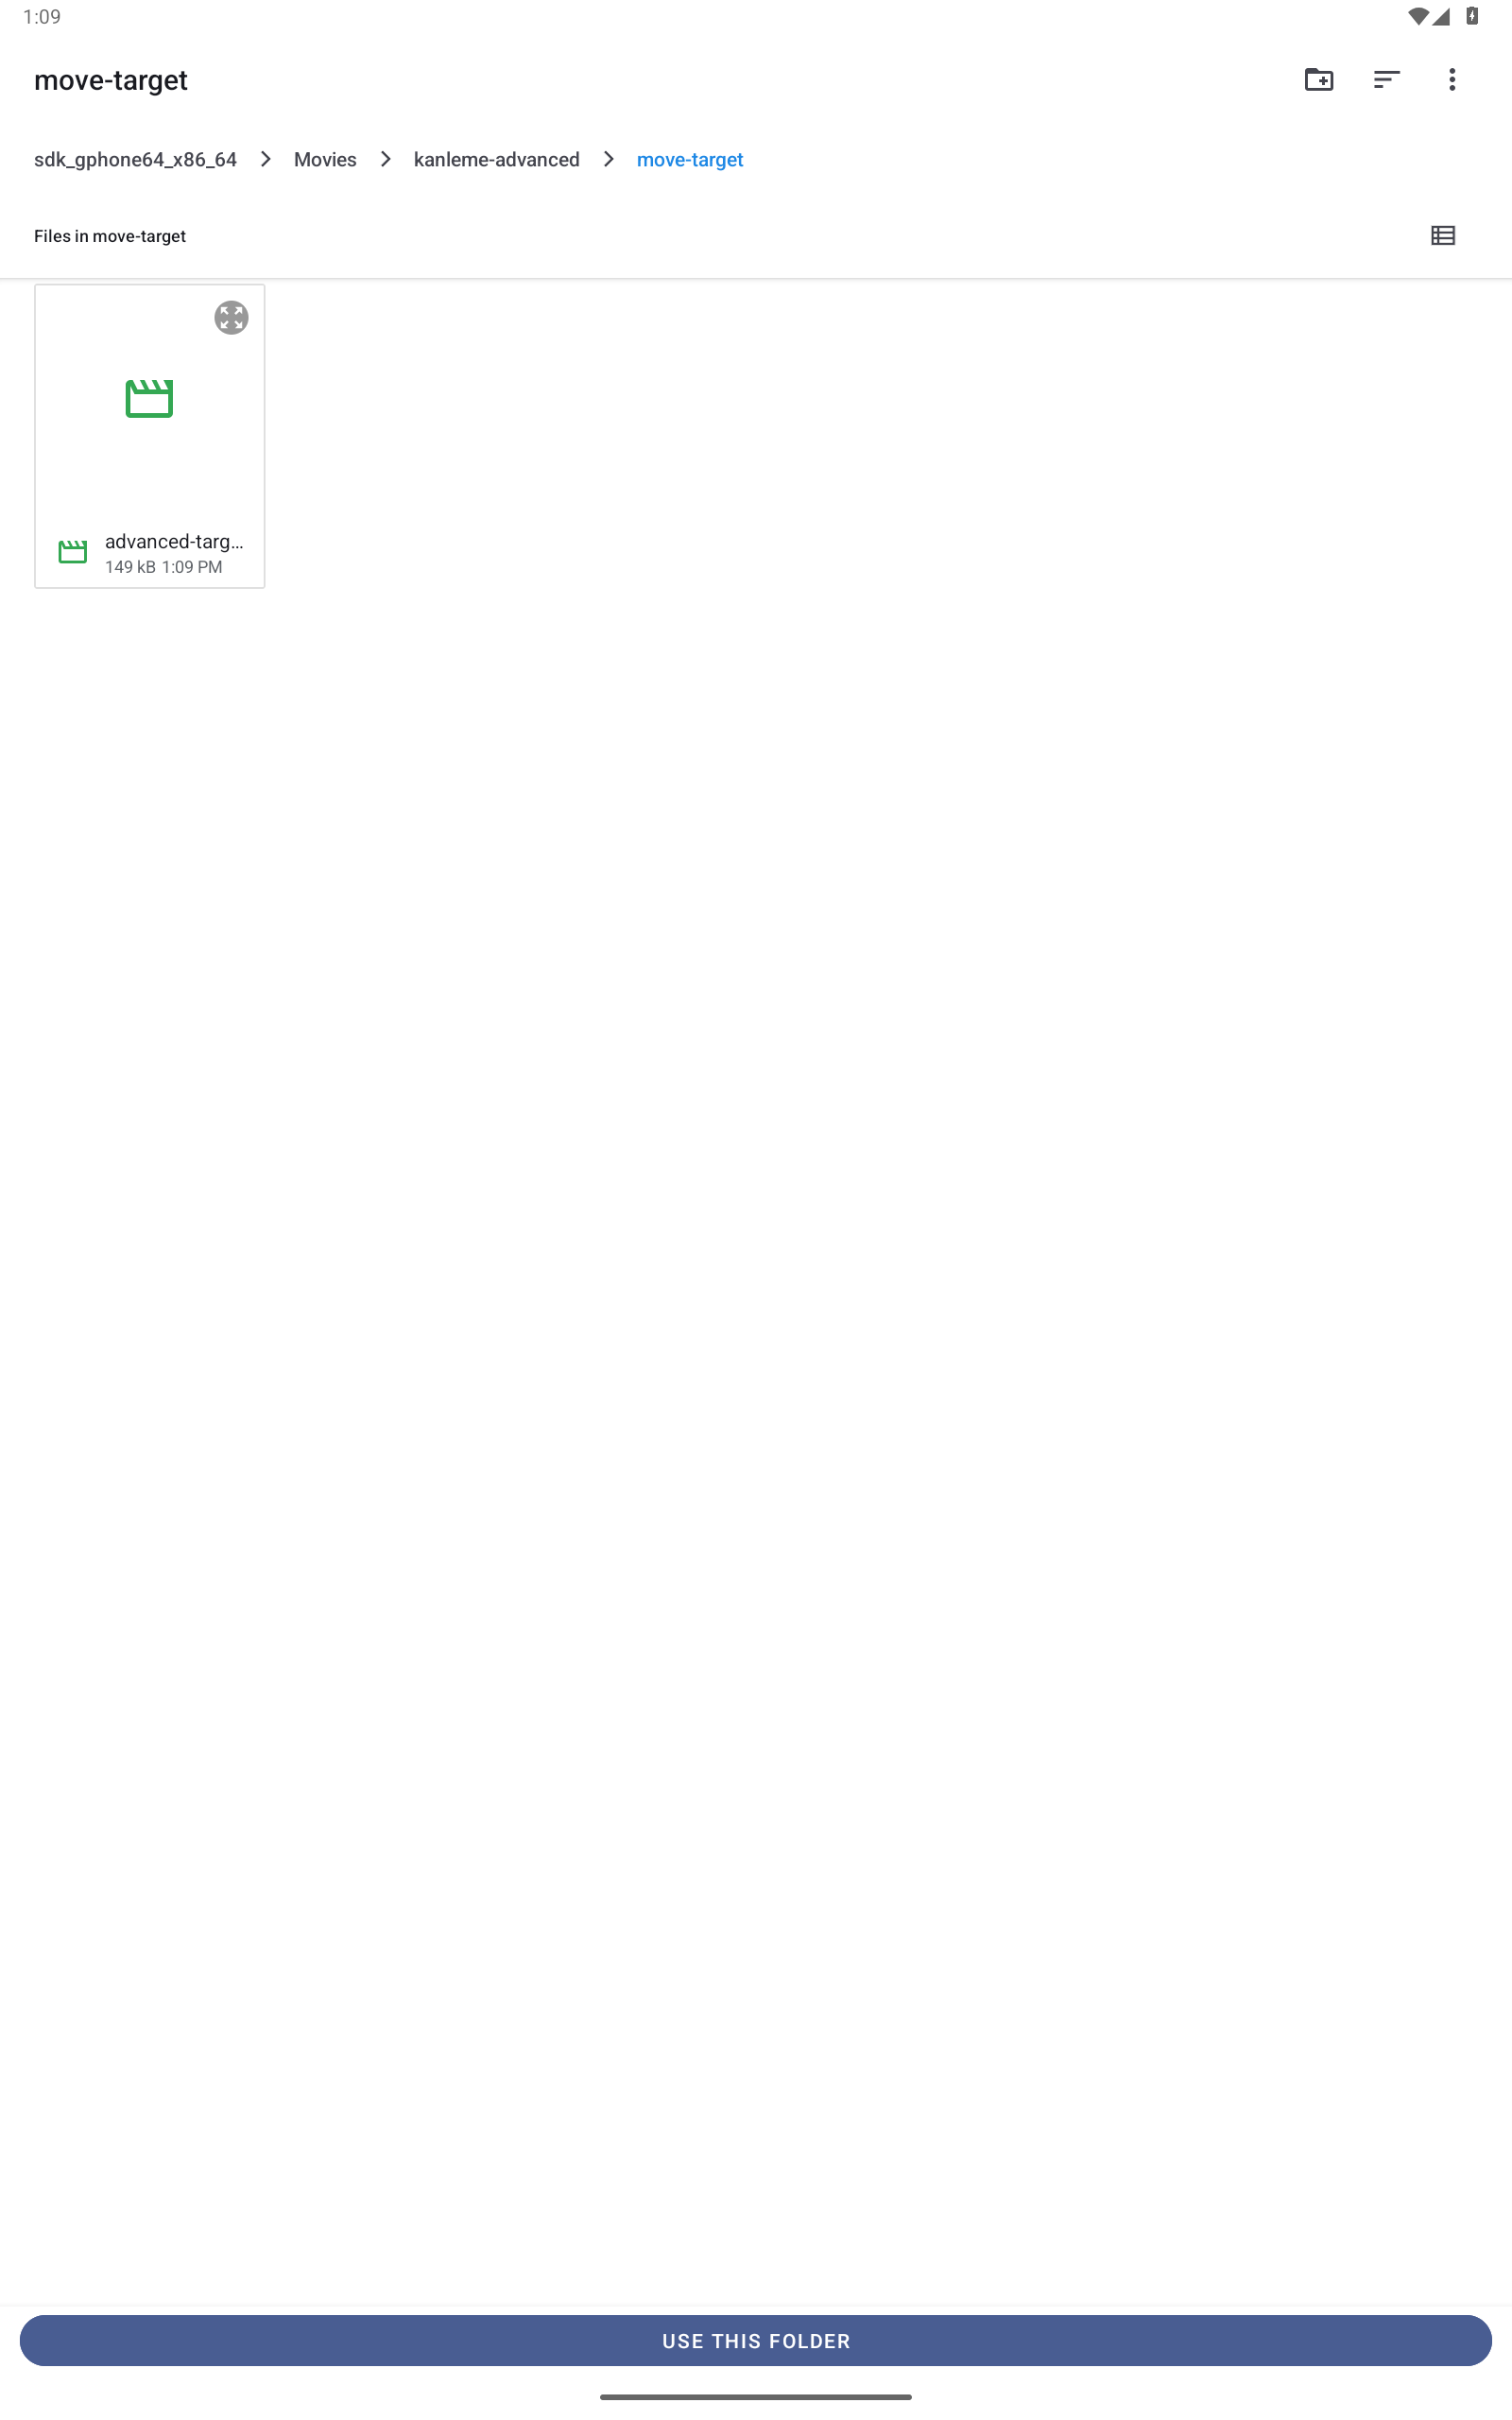 1:09
move-target
sdk_gphone64_x86_64 > Movies > kanleme-advanced > move-target
Files in move-target
advanced-targ...
149 kB 1:09 PM
USE THIS FOLDER